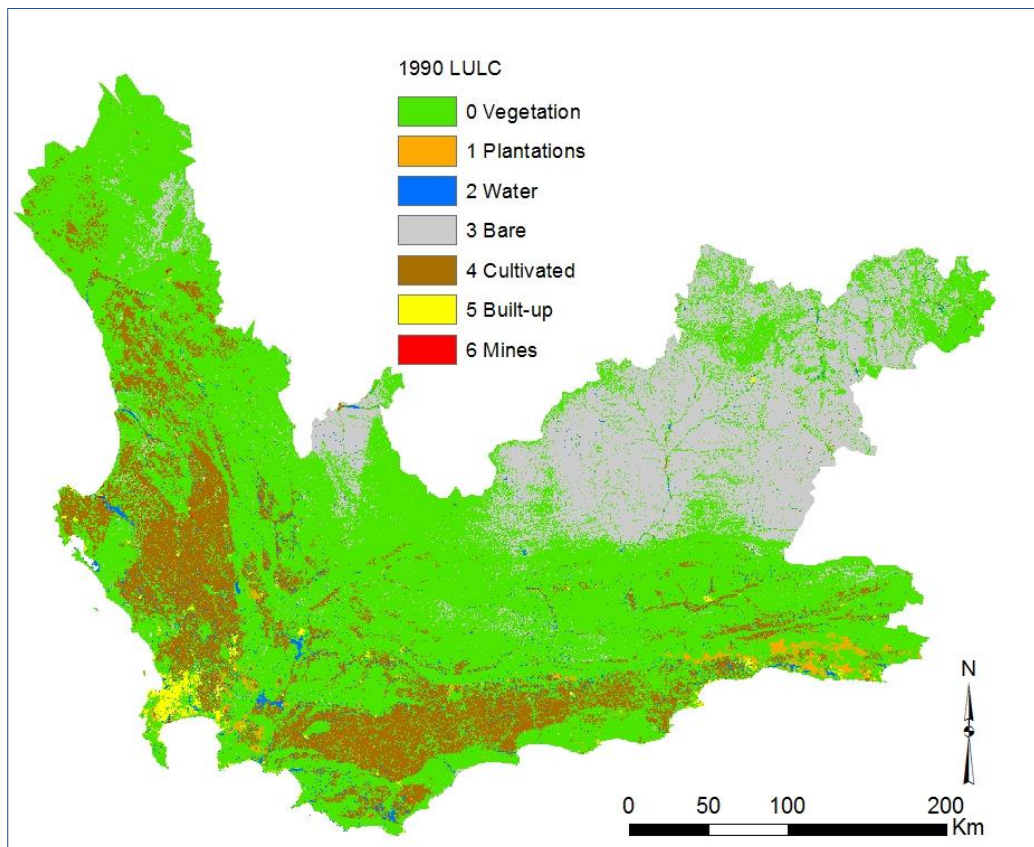 1990 LULC
0 Vegetation
1 Plantations
2 Water
3 Bare
4 Cultivated
5 Built-up
6 Mines
N
0 50 100 200
Km